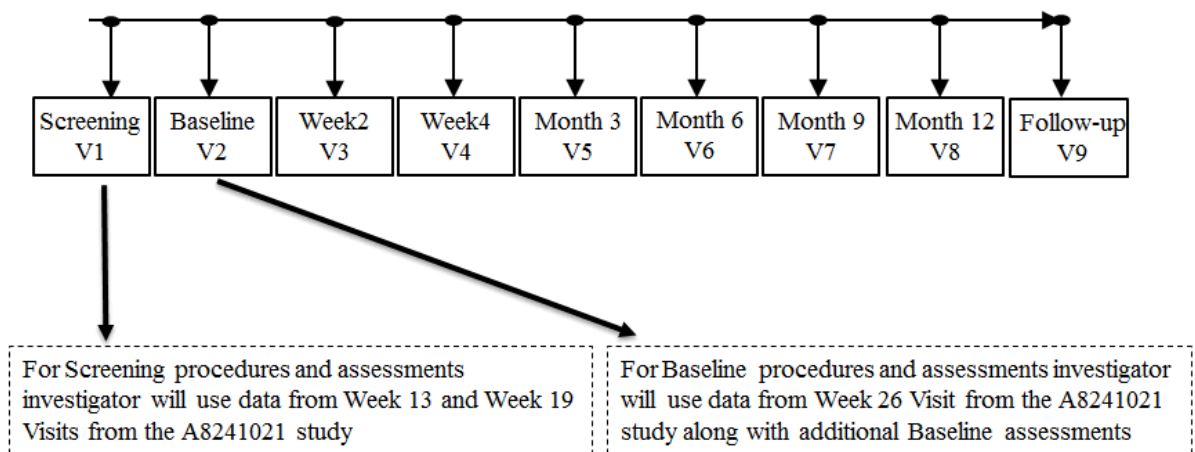 Screening
V1
Baseline
V2
Week2
V3
Week4
V4
Month 3
V5
Month 6
V6
Month 9
V7
Month 12
V8
Follow-up
V9
For Screening procedures and assessments
investigator will use data from Week 13 and Week 19
Visits from the A8241021 study
For Baseline procedures and assessments investigator
will use data from Week 26 Visit from the A8241021
study along with additional Baseline assessments